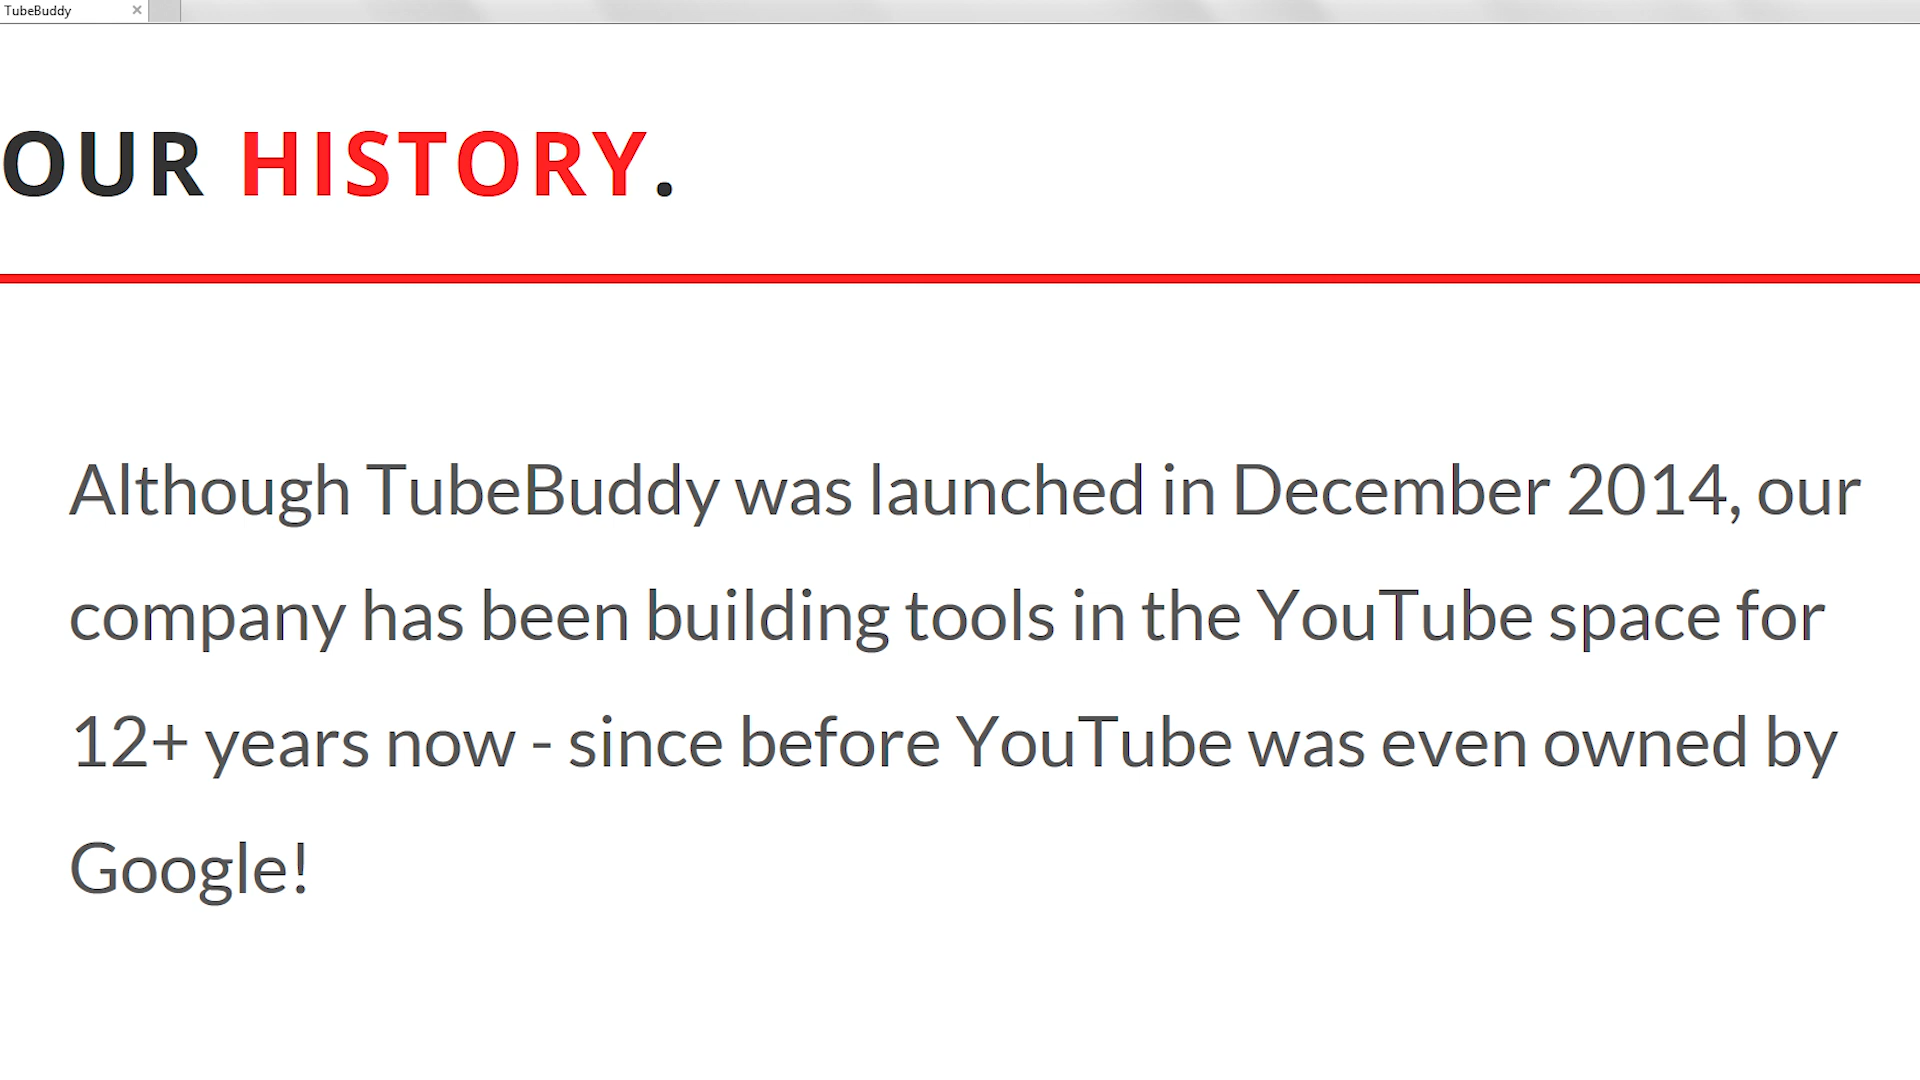 TubeBuddy
OUR HISTORY.
Although TubeBuddy was launched in December 2014, our
company has been building tools in the YouTube space for
12+ years now - since before YouTube was even owned by
Google!